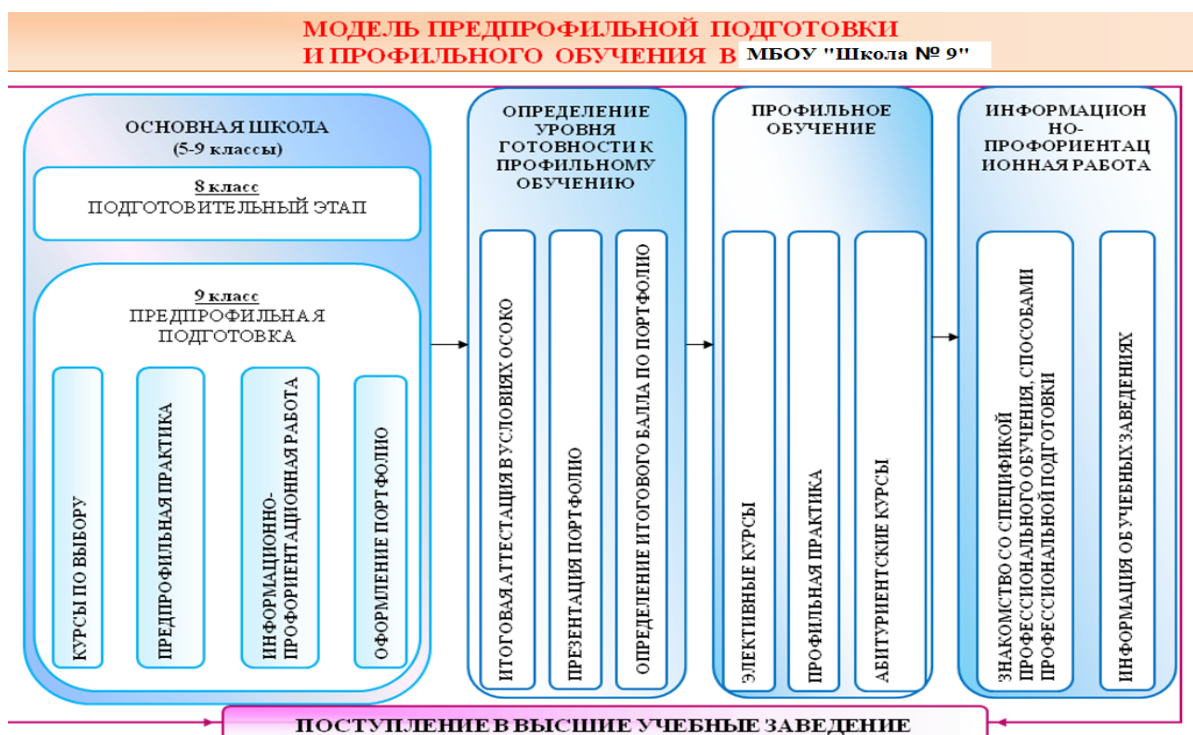 МОДЕЛЬ ПРЕДПРОФИЛЬНОЙ ПОДГОТОВКИ
И ПРОФИЛЬНОГО ОБУЧЕНИЯ В МБОУ "Школа № 9"
ОСНОВНАЯ ШКОЛА
(5-9 классы)
8 класс
ПОДГОТОВИТЕЛЬНЫЙ ЭТАП
9 класс
ПРЕДПРОФИЛЬНАЯ
ПОДГОТОВКА
КУРСЫ ПО ВЫБОРУ
ПРЕДПРОФИЛЬНАЯ ПРАКТИКА
ИНФОРМАЦИОННО-
ПРОФОРИЕНТАЦИОННАЯ РАБОТА
ОФОРМЛЕНИЕ ПОРТФОЛИО
ОПРЕДЕЛЕНИЕ
УРОВНЯ
ГОТОВНОСТИ К
ПРОФИЛЬНОМУ
ОБУЧЕНИЮ
ИТОГОВАЯ АТТЕСТАЦИЯ В УСЛОВИЯХ ОСОКО
ПРЕЗЕНТАЦИЯ ПОРТФОЛИО
ОПРЕДЕЛЕНИЕ ИТОГОВОГО БАЛЛА ПО ПОРТФОЛИО
ПРОФИЛЬНОЕ
ОБУЧЕНИЕ
ЭЛЕКТИВНЫЕ КУРСЫ
ПРОФИЛЬНАЯ ПРАКТИКА
АБИТУРИЕНТСКИЕ КУРСЫ
ИНФОРМАЦИОН
НО-
ПРОФОРИЕНТАЦ
ИОННАЯ РАБОТА
ЗНАКОМСТВО СО СПЕЦИФИКОЙ
ПРОФЕССИОНАЛЬНОГО ОБУЧЕНИЯ, СПОСОБАМИ
ПРОФЕССИОНАЛЬНОЙ ПОДГОТОВКИ
ИНФОРМАЦИЯ ОБ УЧЕБНЫХ ЗАВЕДЕНИЯХ
ПОСТУПЛЕНИЕ В ВЫСШИЕ УЧЕБНЫЕ ЗАВЕДЕНИЕ